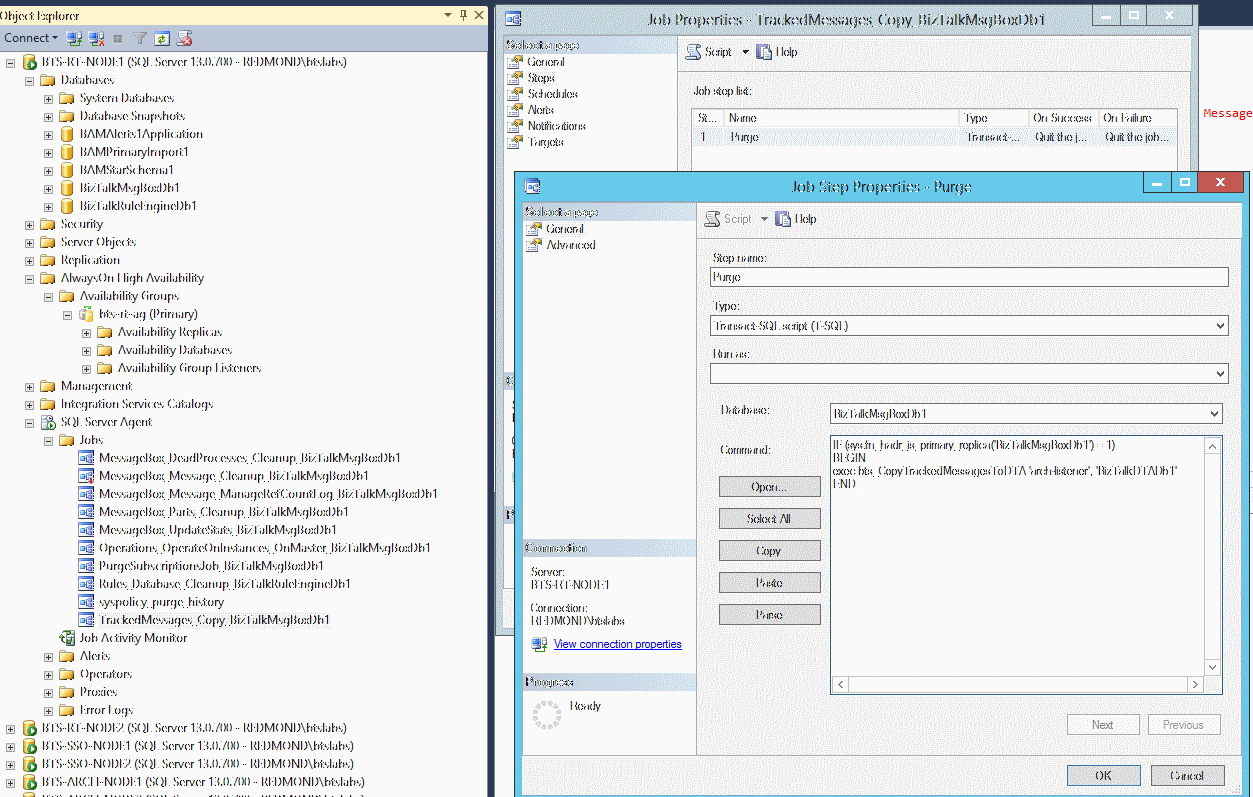 Object Explorer
Connect
BTS-RT-NODE1 (SQL Server 13.0.700 - REDMOND\btslabs)
Databases
System Databases
Database Snapshots
BAMAlerts1Application
BAMPrimaryImport1
BAMStarSchema1
BizTalkMsgBoxDb1
BizTalkRuleEngineDb1
Security
Server Objects
Replication
AlwaysOn High Availability
Availability Groups
bts-rt-ag (Primary)
Availability Replicas
Availability Databases
Availability Group Listeners
Management
Integration Services Catalogs
SQL Server Agent
Jobs
MessageBox_DeadProcesses_Cleanup_BizTalkMsgBoxDb1
MessageBox_Message_Cleanup_BizTalkMsgBoxDb1
MessageBox_Message_ManageRefCountLog_BizTalkMsgBoxDb1
MessageBox_Parts_Cleanup_BizTalkMsgBoxDb1
MessageBox_UpdateStats_BizTalkMsgBoxDb1
Operations_OperateOnInstances_OnMaster_BizTalkMsgBoxDb1
PurgeSubscriptionsJob_BizTalkMsgBoxDb1
Rules_Database_Cleanup_BizTalkRuleEngineDb1
syspolicy_purge_history
TrackedMessages_Copy_BizTalkMsgBoxDb1
Job Activity Monitor
Alerts
Operators
Proxies
Error Logs
BTS-RT-NODE2 (SQL Server 13.0.700 - REDMOND\btslabs)
BTS-SSO-NODE1 (SQL Server 13.0.700 - REDMOND\btslabs)
BTS-SSO-NODE2 (SQL Server 13.0.700 - REDMOND\btslabs)
BTS-ARCH-NODE1 (SQL Server 13.0.700 - REDMOND\btslabs)
Job Properties - TrackedMessages_Copy_BizTalkMsgBoxDb1
Select a page
General
Steps
Schedules
Alerts
Notifications
Targets
Script Help
Job step list:
St... Name Type On Success On Failure
1 Purge Transact-... Quit the j... Quit the job...
Message
Job Step Properties - Purge
Select a page
General
Advanced
Script Help
Step name:
Purge
Type:
Transact-SQL script (T-SQL)
Run as:
Database:
BizTalkMsgBoxDb1
Command:
IF (sys.fn_hadr_is_primary_replica('BizTalkMsgBoxDb1') = 1)
BEGIN
exec bts_CopyTrackedMessagesToDTA 'arch-listener', 'BizTalkDTADb1'
END
Open...
Select All
Copy
Paste
Parse
Connection
Server:
BTS-RT-NODE1
Connection:
REDMOND\btslabs
View connection properties
Progress
Ready
Next
Previous
OK
Cancel